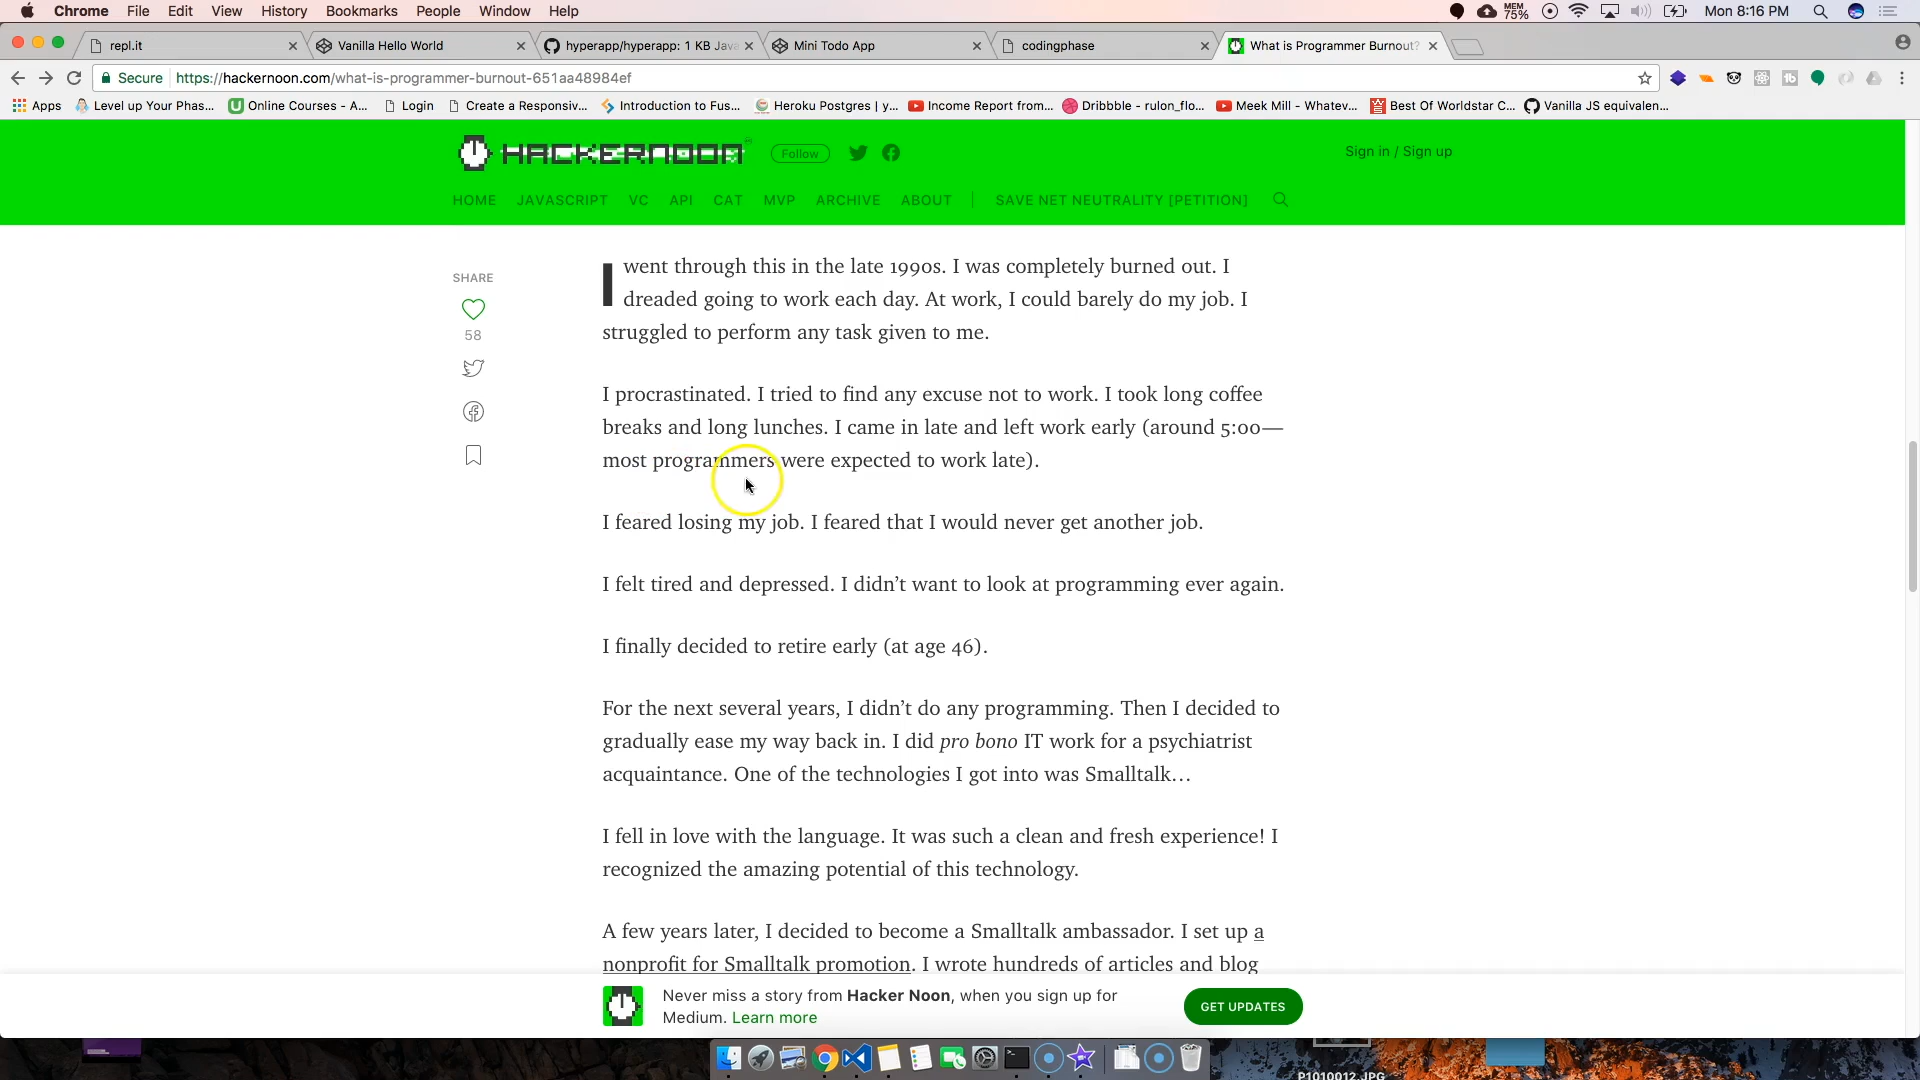 Chrome File Edit View History Bookmarks People Window Help MEM 75% Mon 8:16 PM
repl.it Vanilla Hello World hyperapp/hyperapp: 1 KB Java Mini Todo App codingphase What is Programmer Burnout?
Secure https://hackernoon.com/what-is-programmer-burnout-651aa48984ef
Apps Level up Your Phas... Online Courses - A... Login Create a Responsiv... Introduction to Fus... Heroku Postgres | y... Income Report from... Dribbble - rulon_flo... Meek Mill - Whatev... Best Of Worldstar C... Vanilla JS equivalen...
HACKERNOON Follow Sign in / Sign up
HOME JAVASCRIPT VC API CAT MVP ARCHIVE ABOUT SAVE NET NEUTRALITY [PETITION]
SHARE
58
I went through this in the late 1990s. I was completely burned out. I
dreaded going to work each day. At work, I could barely do my job. I
struggled to perform any task given to me.
I procrastinated. I tried to find any excuse not to work. I took long coffee
breaks and long lunches. I came in late and left work early (around 5:00—
most programmers were expected to work late).
I feared losing my job. I feared that I would never get another job.
I felt tired and depressed. I didn’t want to look at programming ever again.
I finally decided to retire early (at age 46).
For the next several years, I didn’t do any programming. Then I decided to
gradually ease my way back in. I did pro bono IT work for a psychiatrist
acquaintance. One of the technologies I got into was Smalltalk…
I fell in love with the language. It was such a clean and fresh experience! I
recognized the amazing potential of this technology.
A few years later, I decided to become a Smalltalk ambassador. I set up a
nonprofit for Smalltalk promotion. I wrote hundreds of articles and blog
Never miss a story from Hacker Noon, when you sign up for
Medium. Learn more
GET UPDATES
P1010012.JPG